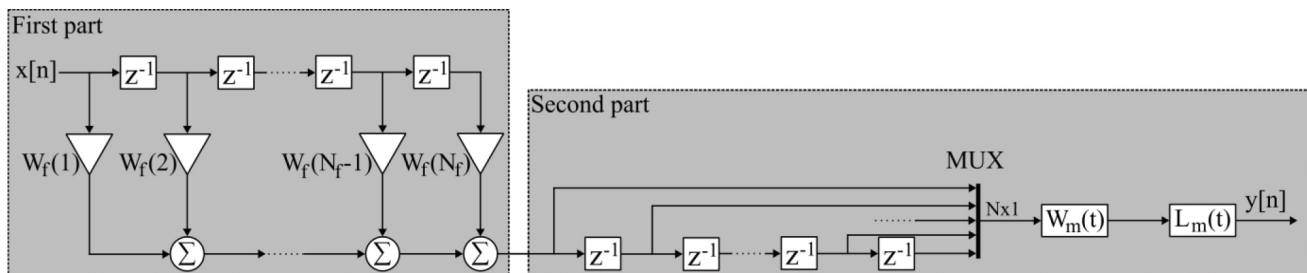 First part
x[n]
z⁻¹
z⁻¹
z⁻¹
z⁻¹
W_f(1)
W_f(2)
W_f(N_f-1)
W_f(N_f)
Σ
Σ
Σ
Second part
MUX
Nx1
W_m(t)
L_m(t)
y[n]
z⁻¹
z⁻¹
z⁻¹
z⁻¹